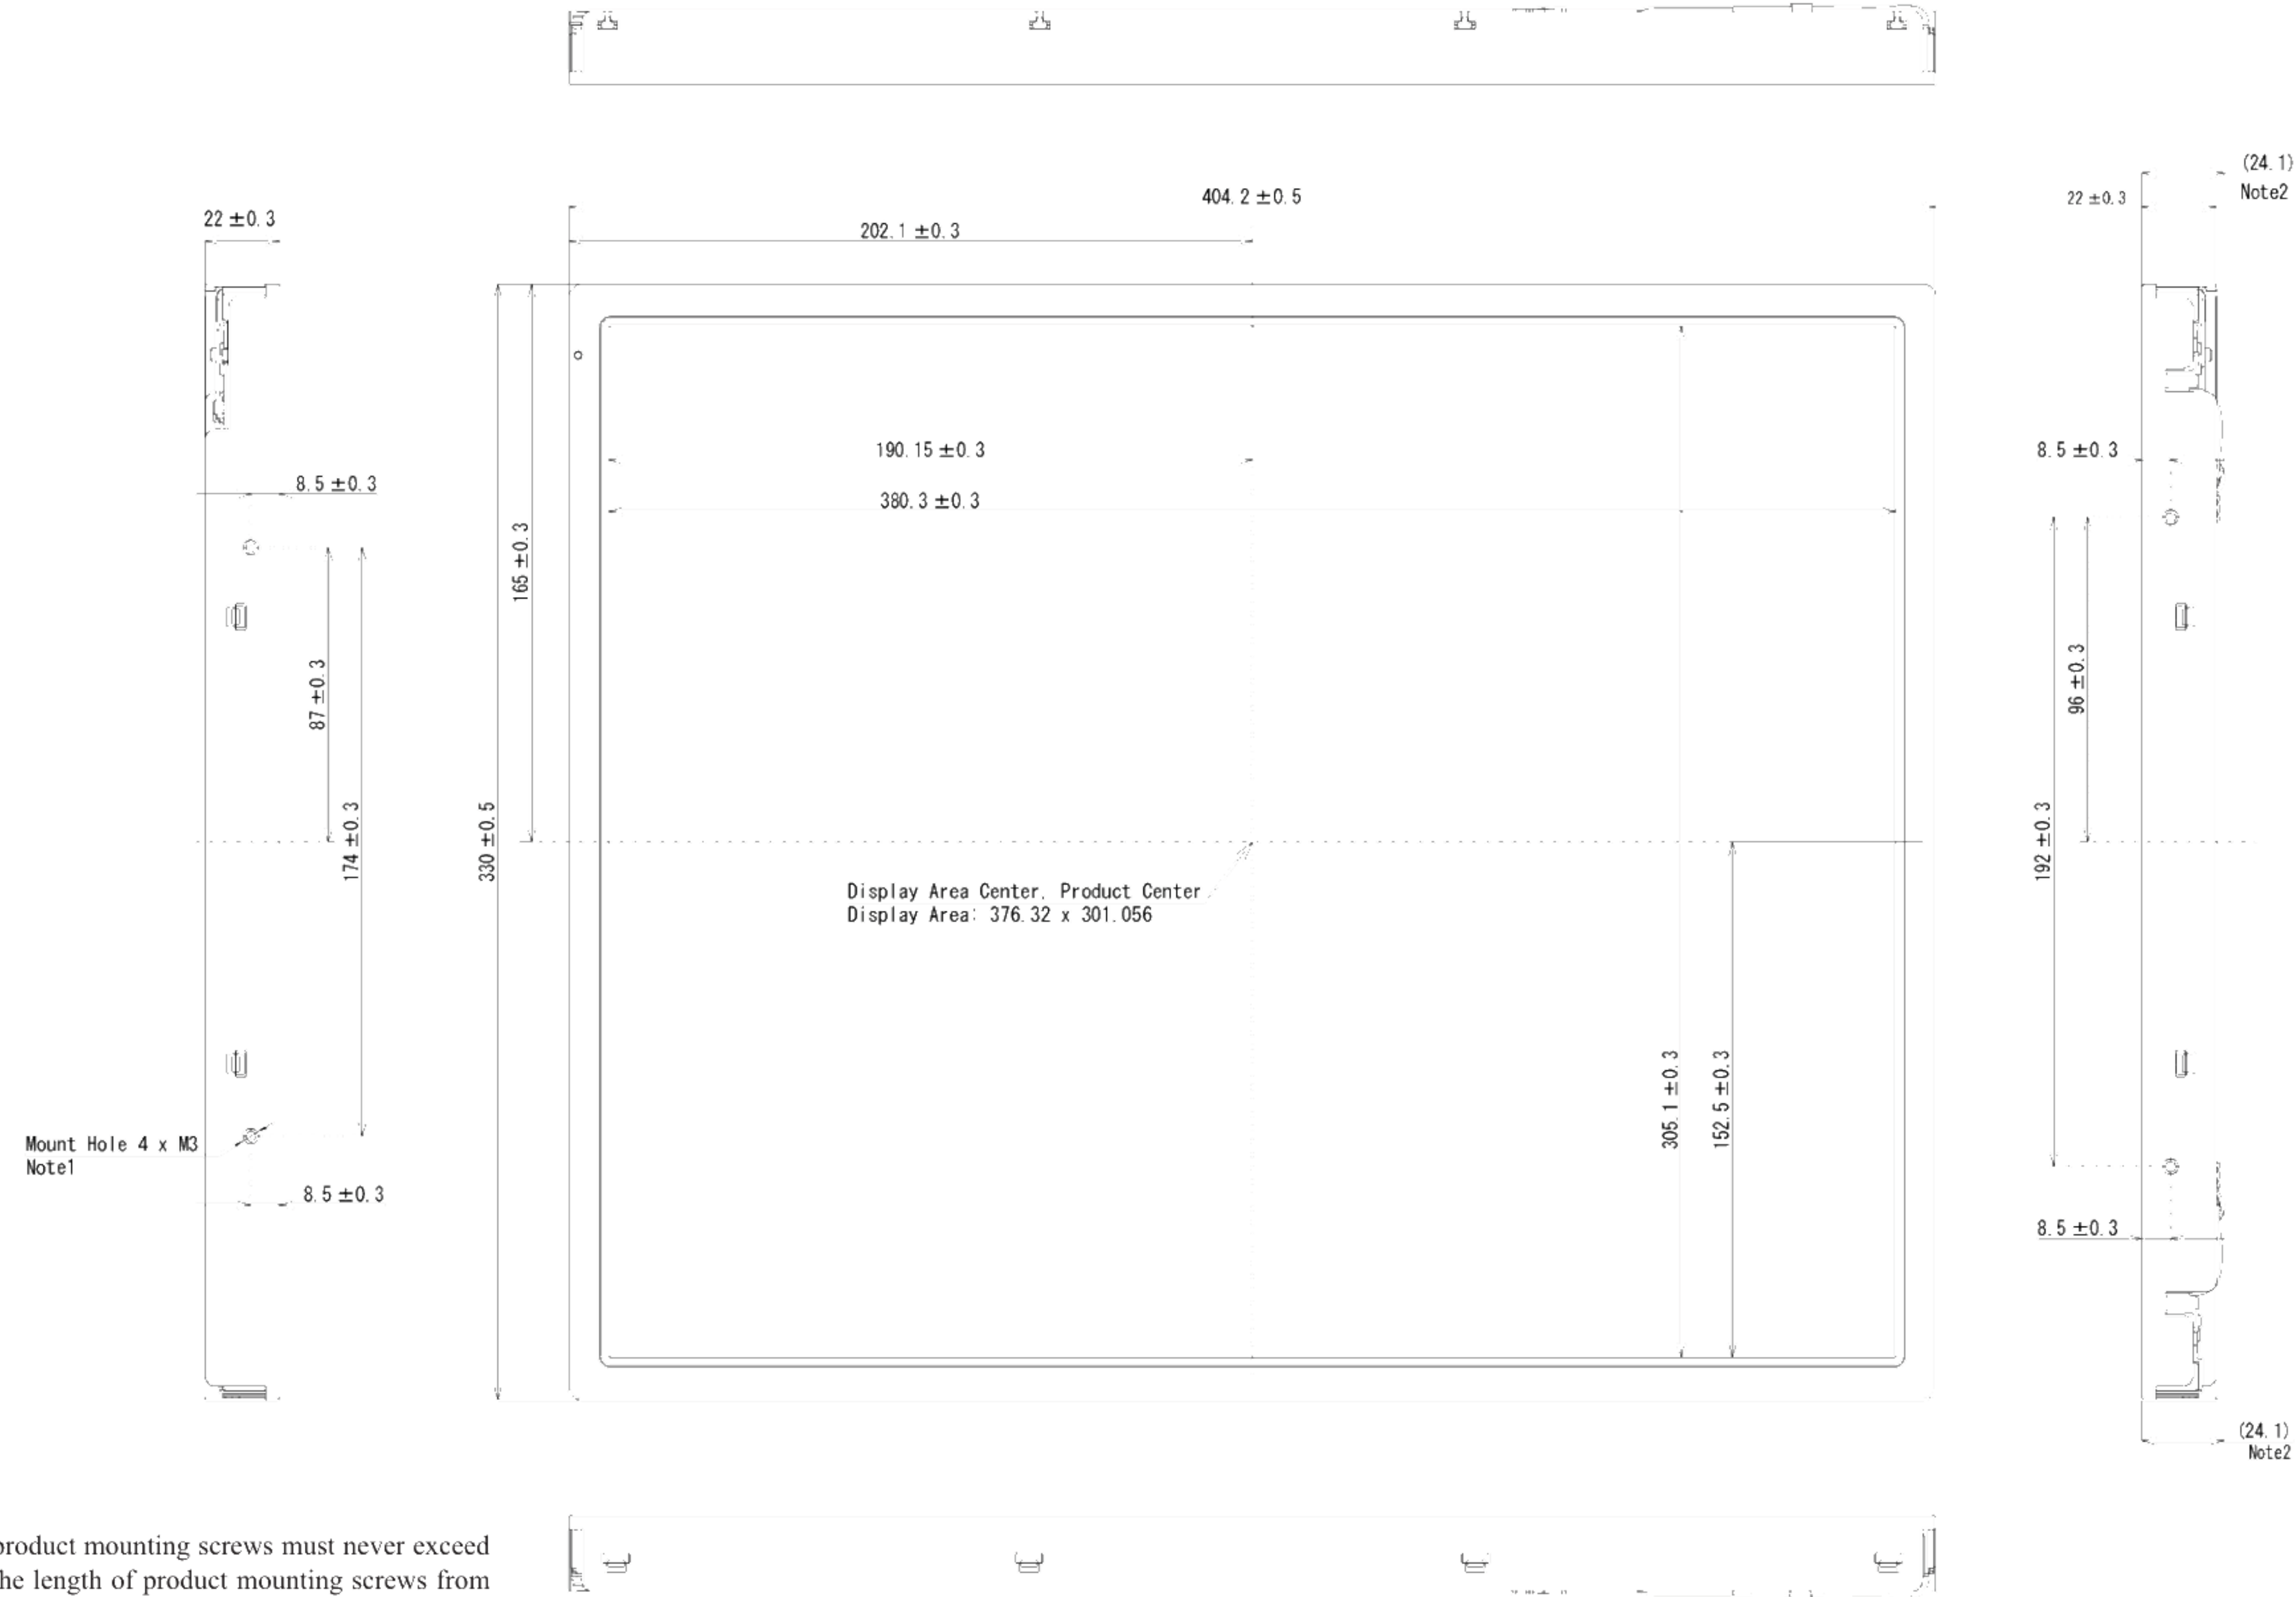 (24.1)
Note2
22 ±0.3
404.2 ±0.5
22 ±0.3
202.1 ±0.3
190.15 ±0.3
8.5 ±0.3
8.5 ±0.3
380.3 ±0.3
165 ±0.3
87 ±0.3
96 ±0.3
174 ±0.3
330 ±0.5
192 ±0.3
Display Area Center, Product Center
Display Area: 376.32 x 301.056
305.1 ±0.3
152.5 ±0.3
Mount Hole 4 x M3
Note1
8.5 ±0.3
8.5 ±0.3
(24.1)
Note2
product mounting screws must never exceed
the length of product mounting screws from